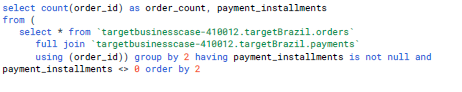 select count(order_id) as order_count, payment_installments
from (
select * from `targetbusinesscase-410012.targetBrazil.orders`
full join `targetbusinesscase-410012.targetBrazil.payments`
using (order_id)) group by 2 having payment_installments is not null and
payment_installments <> 0 order by 2